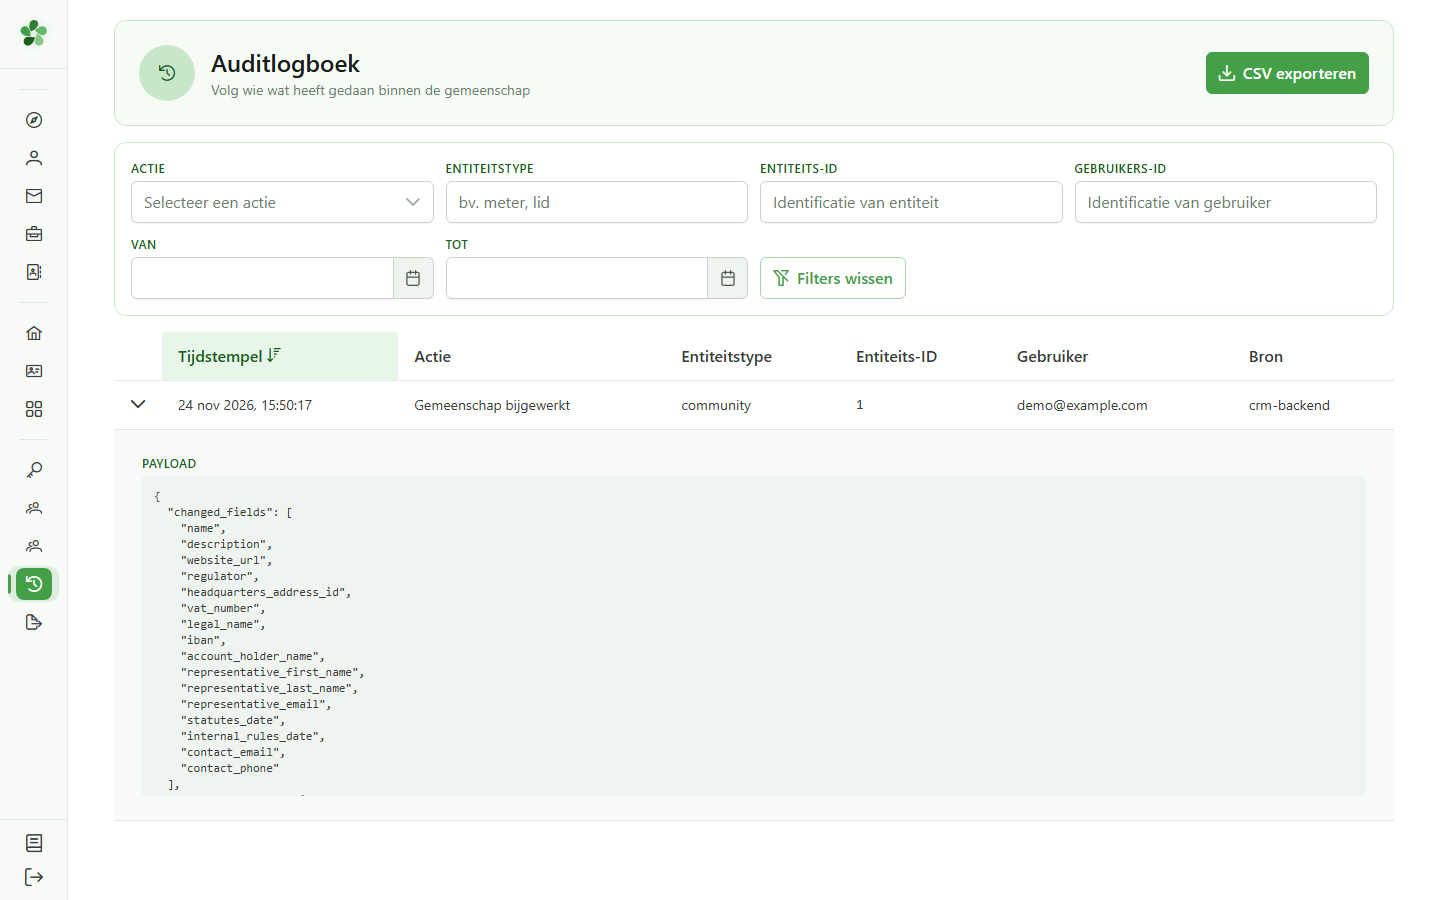 Auditlogboek
Volg wie wat heeft gedaan binnen de gemeenschap
CSV exporteren
ACTIE
ENTITEITSTYPE
ENTITEITS-ID
GEBRUIKERS-ID
Selecteer een actie
bv. meter, lid
Identificatie van entiteit
Identificatie van gebruiker
VAN
TOT
Filters wissen
Tijdstempel Actie Entiteitstype Entiteits-ID Gebruiker Bron
24 nov 2026, 15:50:17 Gemeenschap bijgewerkt community 1 demo@example.com crm-backend
PAYLOAD
{
"changed_fields": [
"name",
"description",
"website_url",
"regulator",
"headquarters_address_id",
"vat_number",
"legal_name",
"iban",
"account_holder_name",
"representative_first_name",
"representative_last_name",
"representative_email",
"statutes_date",
"internal_rules_date",
"contact_email",
"contact_phone"
],